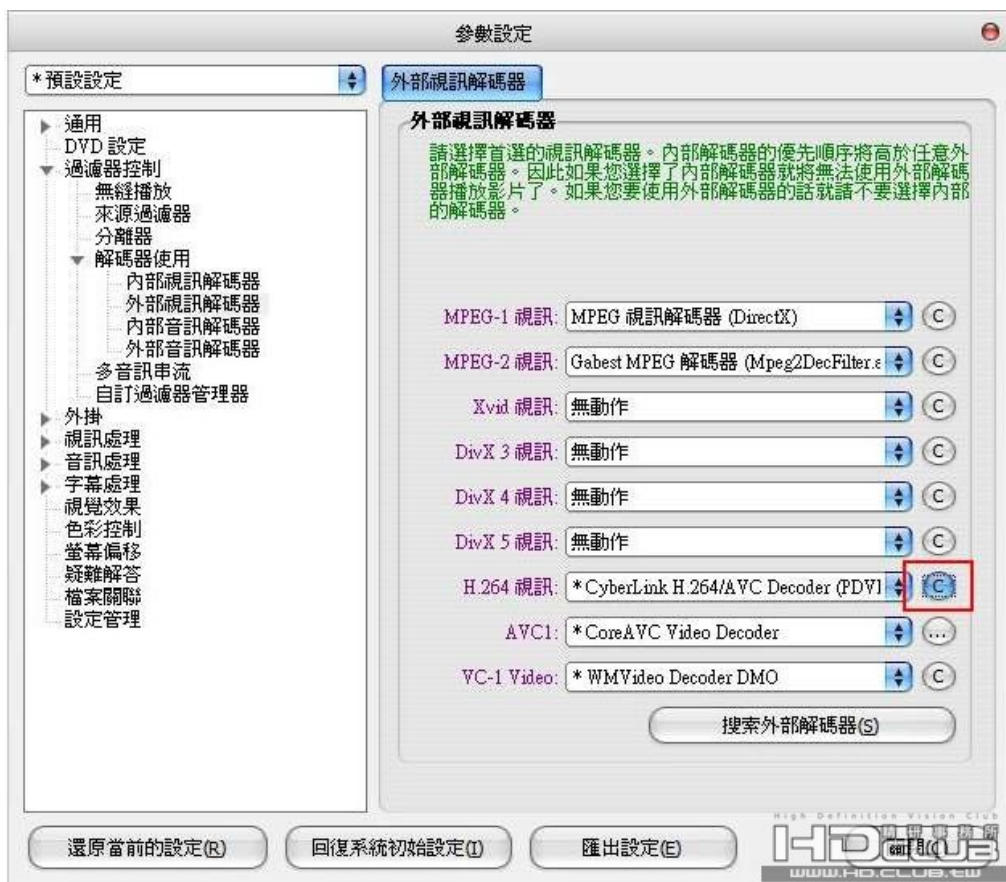 參數設定
*預設設定
通用
DVD 設定
過濾器控制
無縫播放
來源過濾器
分離器
解碼器使用
內部視訊解碼器
外部視訊解碼器
內部音訊解碼器
外部音訊解碼器
多音訊串流
自訂過濾器管理器
外掛
視訊處理
音訊處理
字幕處理
視覺效果
色彩控制
螢幕偏移
疑難解答
檔案關聯
設定管理
外部視訊解碼器
外部視訊解碼器
請選擇首選的視訊解碼器。內部解碼器的優先順序將高於任意外
部解碼器。因此如果您選擇了內部解碼器就將無法使用外部解碼
器播放影片了。如果您要使用外部解碼器的話就請不要選擇內部
的解碼器。
MPEG-1 視訊: MPEG 視訊解碼器 (DirectX) C
MPEG-2 視訊: Gabest MPEG 解碼器 (Mpeg2DecFilter.a C
Xvid 視訊: 無動作 C
DivX 3 視訊: 無動作 C
DivX 4 視訊: 無動作 C
DivX 5 視訊: 無動作 C
H.264 視訊: * CyberLink H.264/AVC Decoder (PDVI C
AVC1: * CoreAVC Video Decoder ...
VC-1 Video: * WMVideo Decoder DMO C
搜索外部解碼器(S)
還原當前的設定(R)
回復系統初始設定(I)
匯出設定(E)
High Definition Vision Club
HD.CLUB
精研事務所
www.HD.CLUB.tw